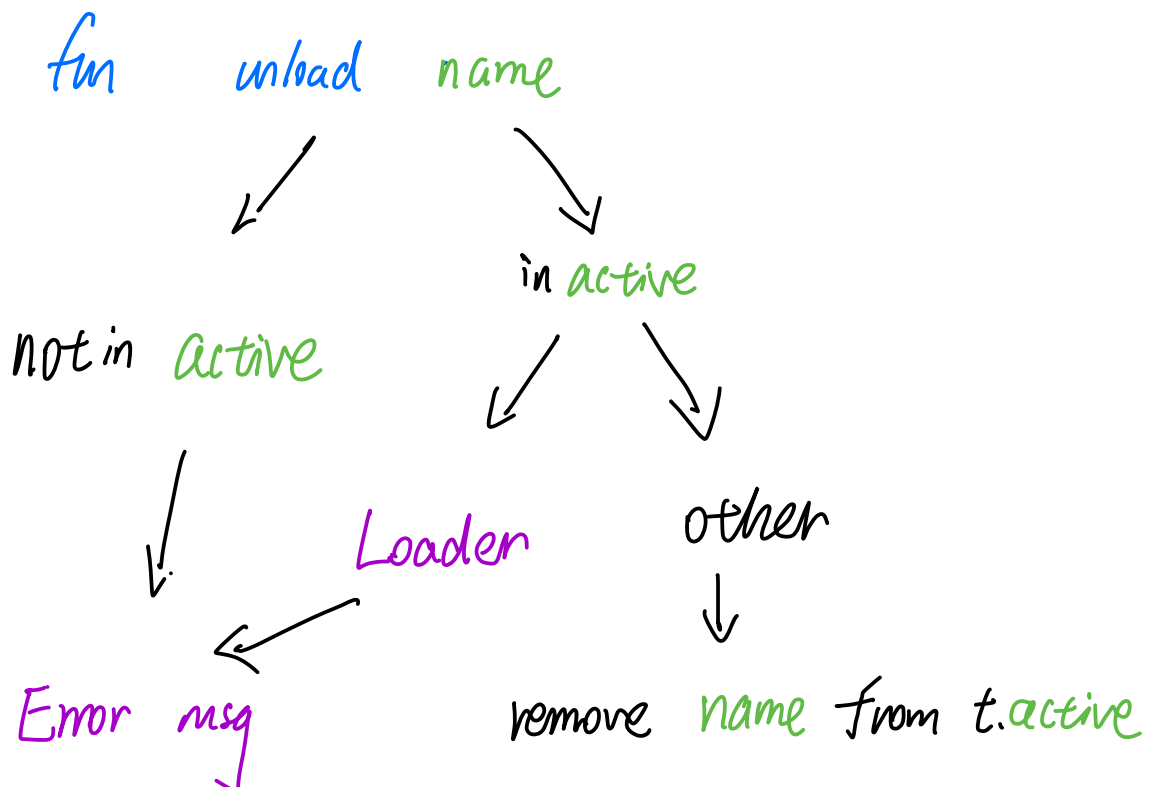 fun unload name
in active
not in active
Loader
other
Error msg
remove name from t.active